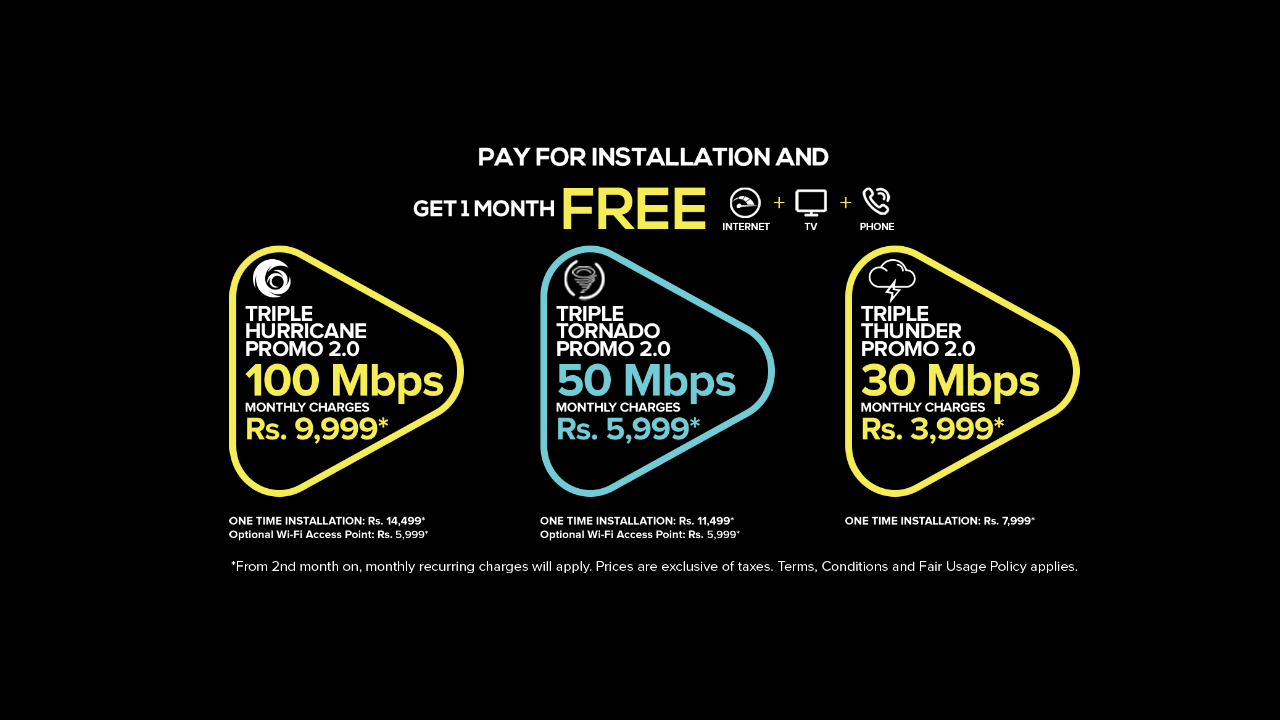 PAY FOR INSTALLATION AND
GET 1 MONTH FREE
INTERNET + TV + PHONE
TRIPLE
HURRICANE
PROMO 2.0
100 Mbps
MONTHLY CHARGES
Rs. 9,999*
ONE TIME INSTALLATION: Rs. 14,499*
Optional Wi-Fi Access Point: Rs. 5,999*
TRIPLE
TORNADO
PROMO 2.0
50 Mbps
MONTHLY CHARGES
Rs. 5,999*
ONE TIME INSTALLATION: Rs. 11,499*
Optional Wi-Fi Access Point: Rs. 5,999*
TRIPLE
THUNDER
PROMO 2.0
30 Mbps
MONTHLY CHARGES
Rs. 3,999*
ONE TIME INSTALLATION: Rs. 7,999*
*From 2nd month on, monthly recurring charges will apply. Prices are exclusive of taxes. Terms, Conditions and Fair Usage Policy applies.